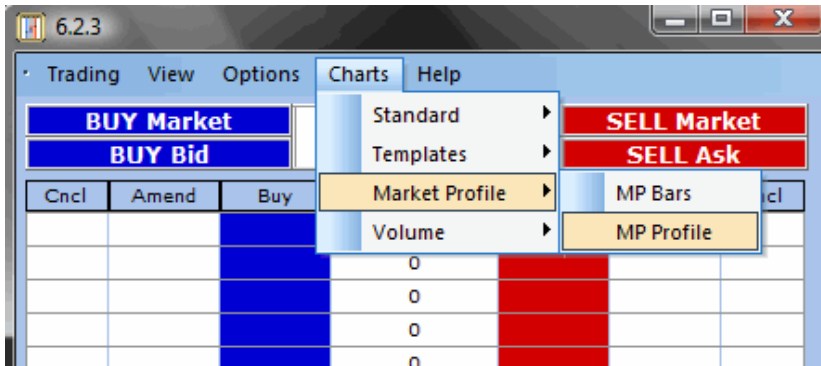 6.2.3
Trading View Options Charts Help
BUY Market SELL Market
BUY Bid SELL Ask
Standard
Templates
Market Profile
Volume
MP Bars
MP Profile
Cncl Amend Buy cl
0
0
0
0